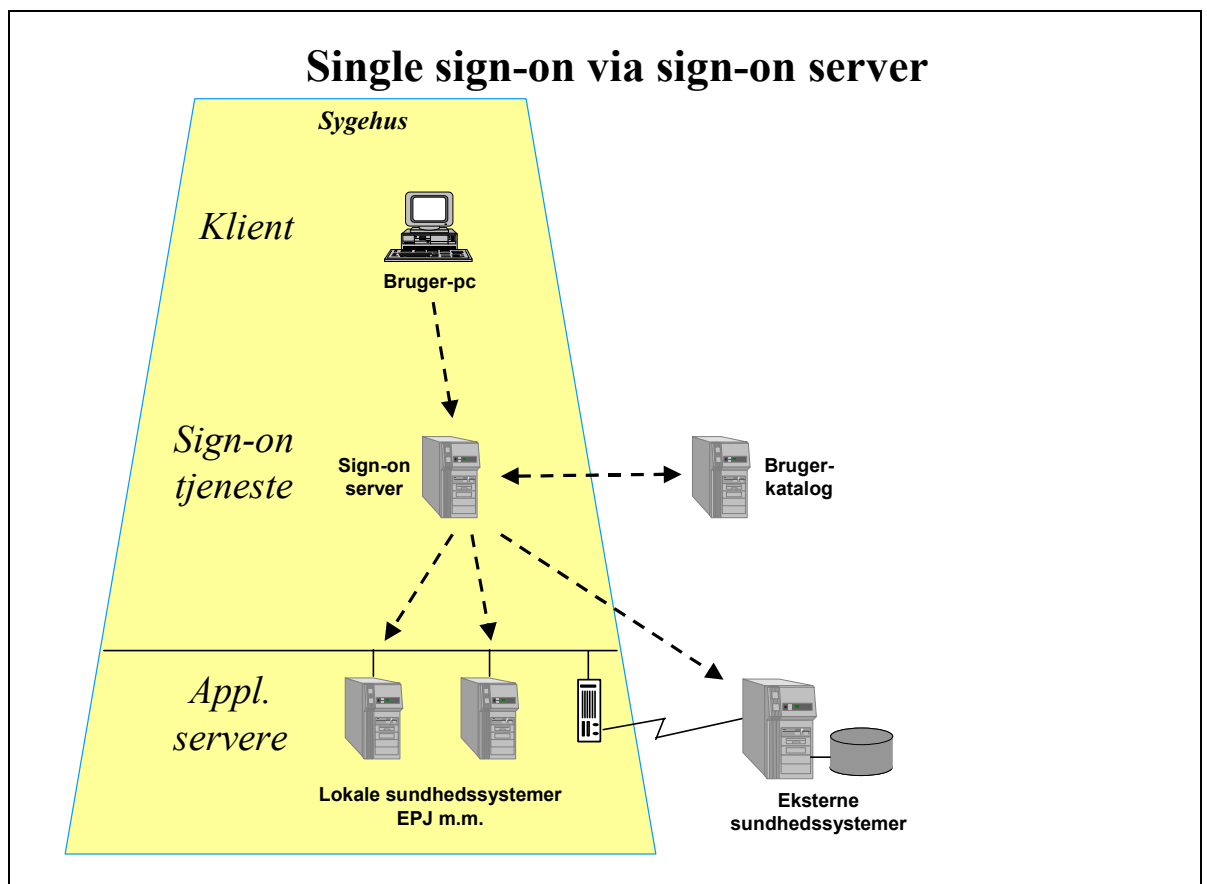 Single sign-on via sign-on server
Sygehus
Klient
Bruger-pc
Sign-on
tjeneste
Sign-on
server
Bruger-
katalog
Appl.
servere
Lokale sundhedssystemer
EPJ m.m.
Eksterne
sundhedssystemer